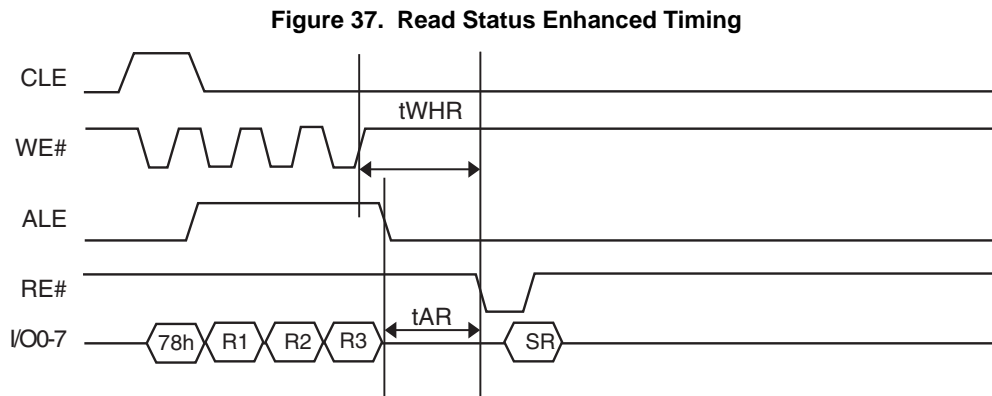 Figure 37. Read Status Enhanced Timing
CLE
tWHR
WE#
ALE
RE#
tAR
I/O0-7
78h R1 R2 R3 SR